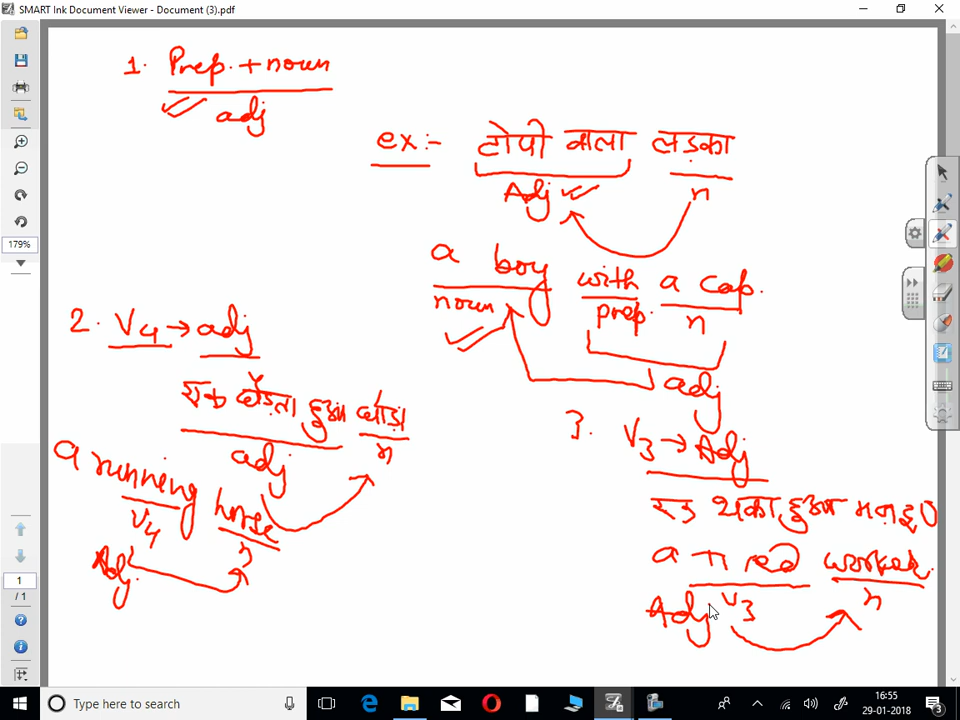 SMART Ink Document Viewer - Document (3).pdf
1. Prep. + noun
adj
ex:- टोपी वाला लड़का
Adj n
a boy with a cap.
noun prep. n
adj
2. V4 → adj
एक दौड़ता हुआ घोड़ा
adj n
a running horse
V4 n
Adj.
3. V3 → Adj
एक थका हुआ
a tired worker.
Adj V3 n
179%
1
/ 1
Type here to search
16:55
29-01-2018
3